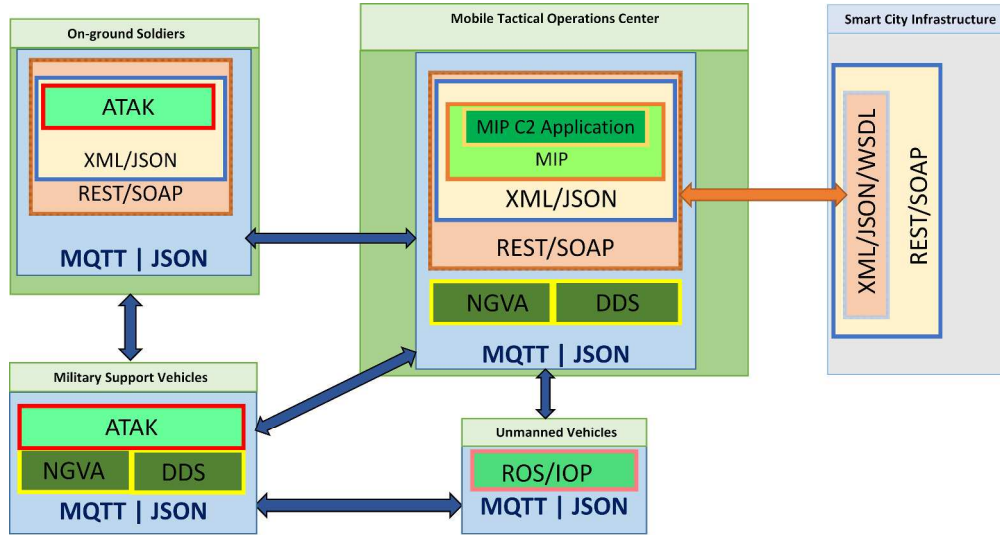 On-ground Soldiers
ATAK
XML/JSON
REST/SOAP
MQTT | JSON
Mobile Tactical Operations Center
MIP C2 Application
MIP
XML/JSON
REST/SOAP
NGVA
DDS
MQTT | JSON
Smart City Infrastructure
XML/JSON/WSDL
REST/SOAP
Military Support Vehicles
ATAK
NGVA
DDS
MQTT | JSON
Unmanned Vehicles
ROS/IOP
MQTT | JSON